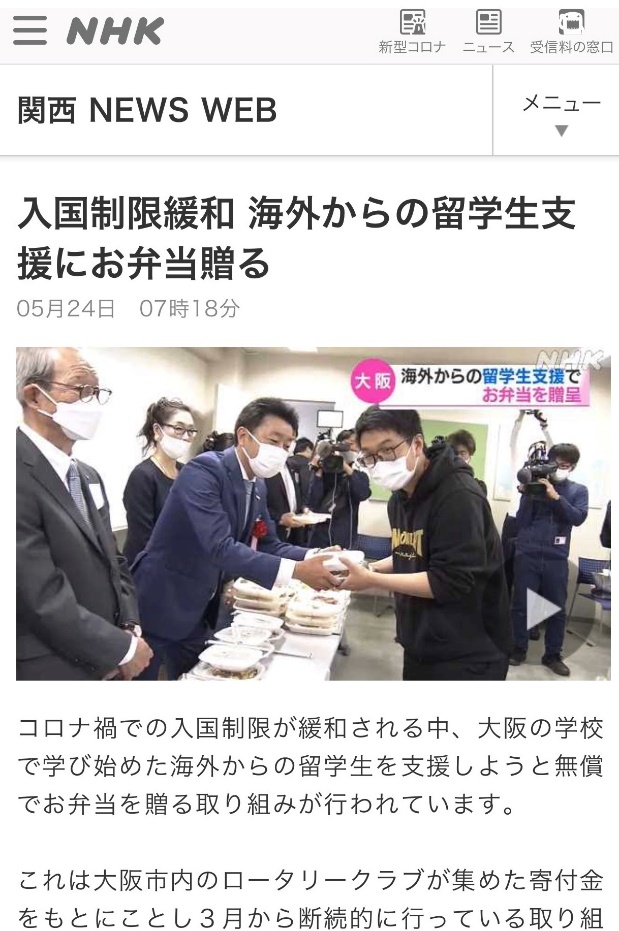 NHK
新型コロナ
ニュース
受信料の窓口
関西 NEWS WEB
メニュー
▼
入国制限緩和 海外からの留学生支
援にお弁当贈る
05月24日 07時18分
NHK
大阪
海外からの留学生支援で
お弁当を贈呈
コロナ禍での入国制限が緩和される中、大阪の学校
で学び始めた海外からの留学生を支援しようと無償
でお弁当を贈る取り組みが行われています。
これは大阪市内のロータリークラブが集めた寄付金
をもとにことし３月から断続的に行っている取り組